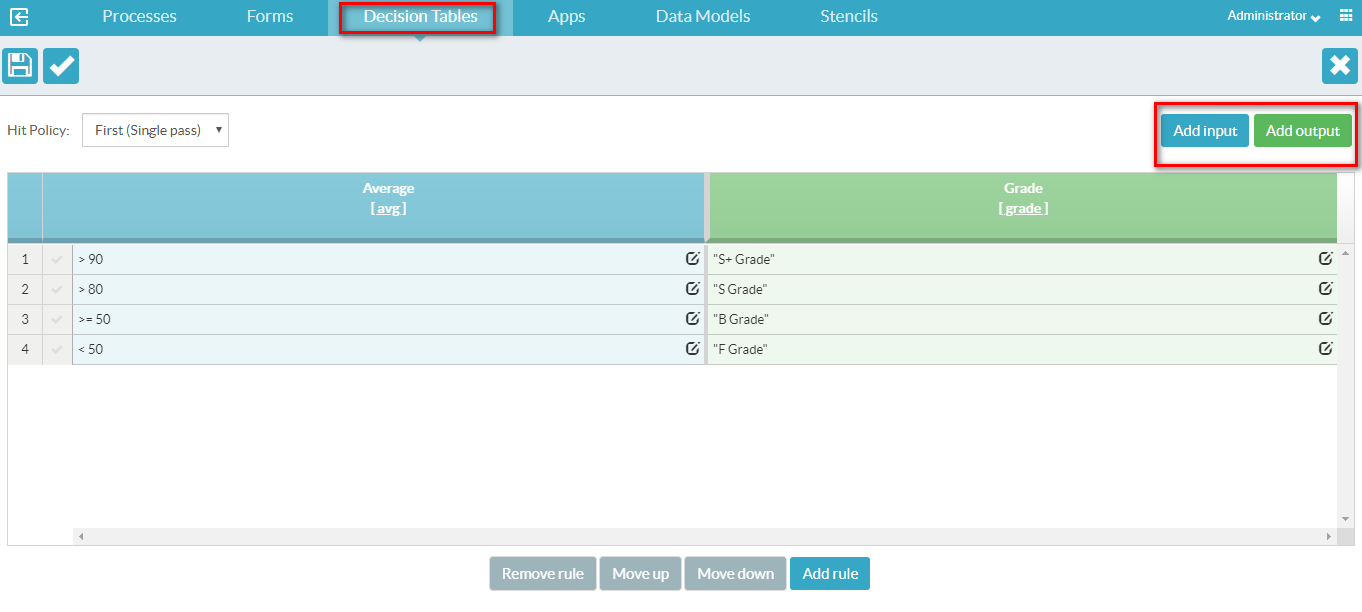 Processes Forms Decision Tables Apps Data Models Stencils Administrator
Hit Policy: First (Single pass) Add input Add output
Average Grade
[ avg ] [ grade ]
1 > 90 "S+ Grade"
2 > 80 "S Grade"
3 >= 50 "B Grade"
4 < 50 "F Grade"
Remove rule Move up Move down Add rule